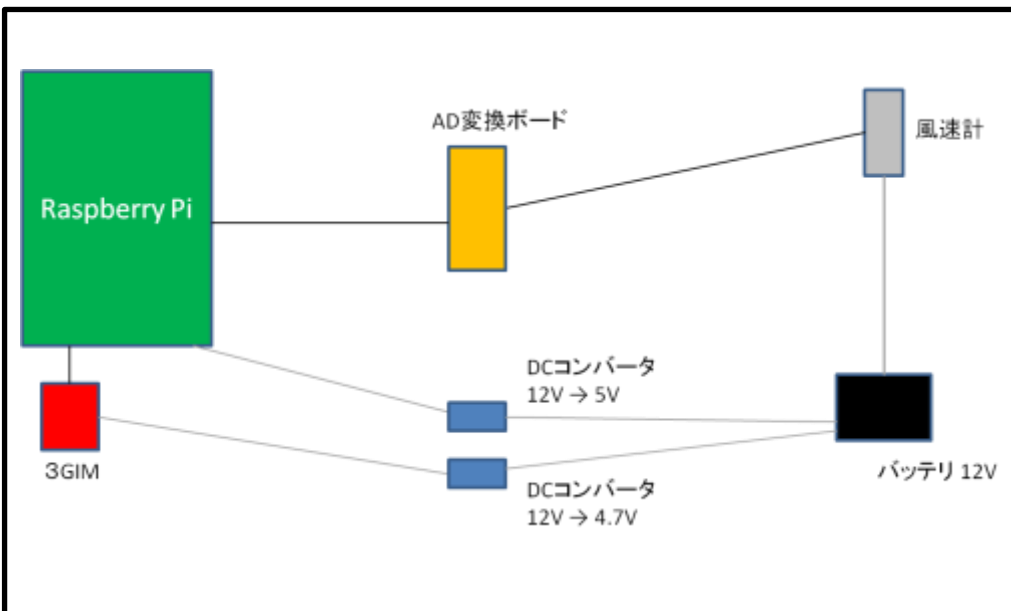 AD変換ボード
風速計
Raspberry Pi
DCコンバータ
12V → 5V
3GIM
バッテリ 12V
DCコンバータ
12V → 4.7V